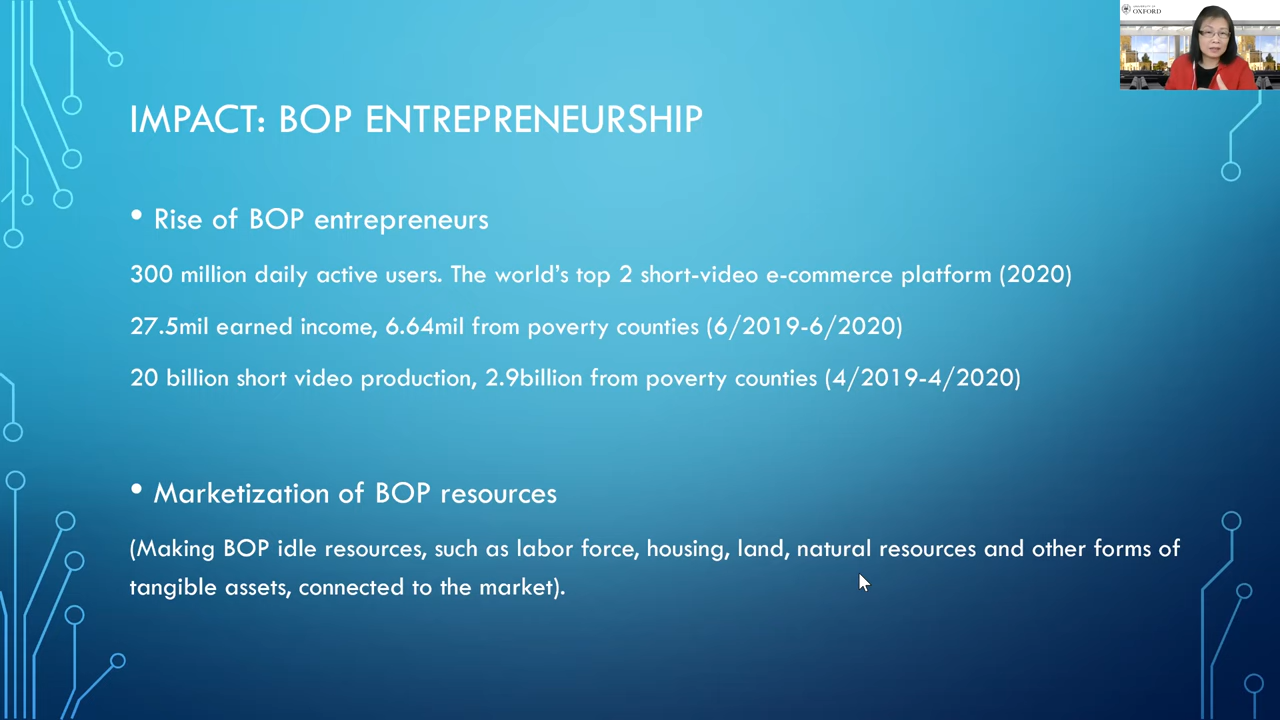 UNIVERSITY OF
OXFORD
IMPACT: BOP ENTREPRENEURSHIP
• Rise of BOP entrepreneurs
300 million daily active users. The world's top 2 short-video e-commerce platform (2020)
27.5mil earned income, 6.64mil from poverty counties (6/2019-6/2020)
20 billion short video production, 2.9billion from poverty counties (4/2019-4/2020)
• Marketization of BOP resources
(Making BOP idle resources, such as labor force, housing, land, natural resources and other forms of
tangible assets, connected to the market).